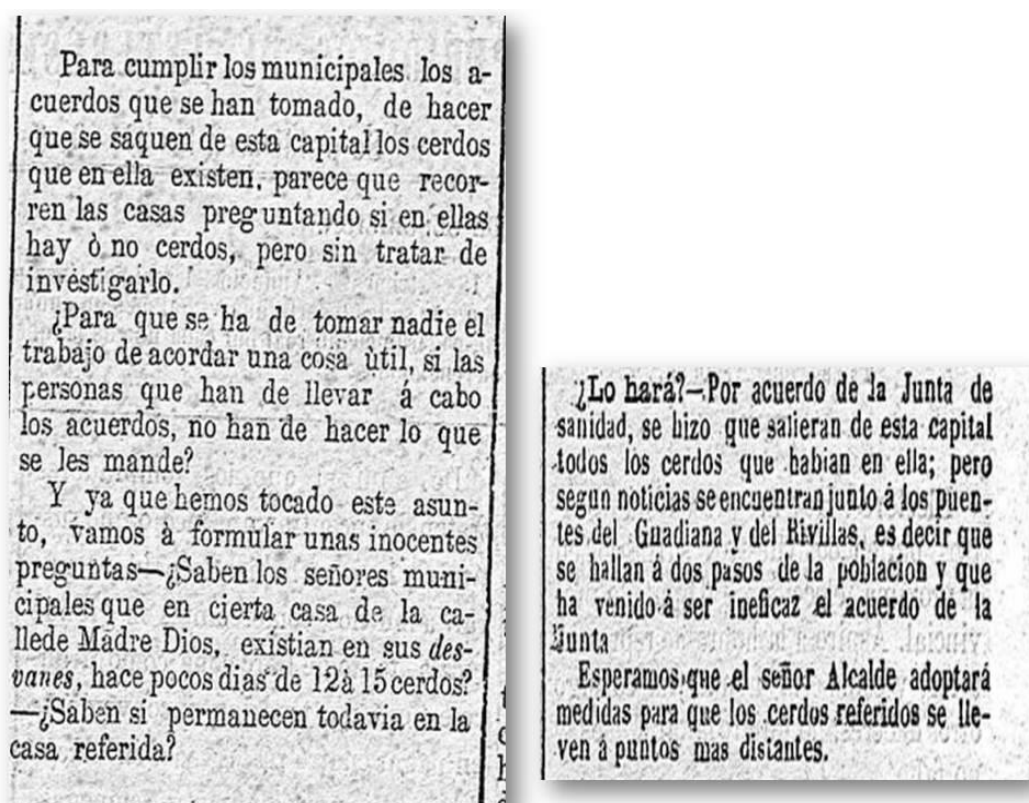 Para cumplir los municipales los a-
cuerdos que se han tomado, de hacer
que se saquen de esta capital los cerdos
que en ella existen, parece que recor-
ren las casas preguntando si en ellas
hay ò no cerdos, pero sin tratar de
investigarlo.
¿Para que se ha de tomar nadie el
trabajo de acordar una cosa ùtil, si las
personas que han de llevar á cabo
los acuerdos, no han de hacer lo que
se les mande?
Y ya que hemos tocado este asun-
to, vamos à formular unas inocentes
preguntas—¿Saben los señores muni-
cipales que en cierta casa de la ca-
llede Madre Dios, existian en sus des-
vanes, hace pocos dias de 12 à 15 cerdos?
—¿Saben si permanecen todavia en la
casa referida?
¿Lo hará?—Por acuerdo de la Junta de
sanidad, se hizo que salieran de esta capital
todos los cerdos que habian en ella; pero
segun noticias se encuentran junto á los puen-
tes del Guadiana y del Rivillas, es decir que
se hallan á dos pasos de la poblacion y que
ha venido á ser ineficaz el acuerdo de la
Junta
Esperamos que el señor Alcalde adoptará
medidas para que los cerdos referidos se lle-
ven á puntos mas distantes.